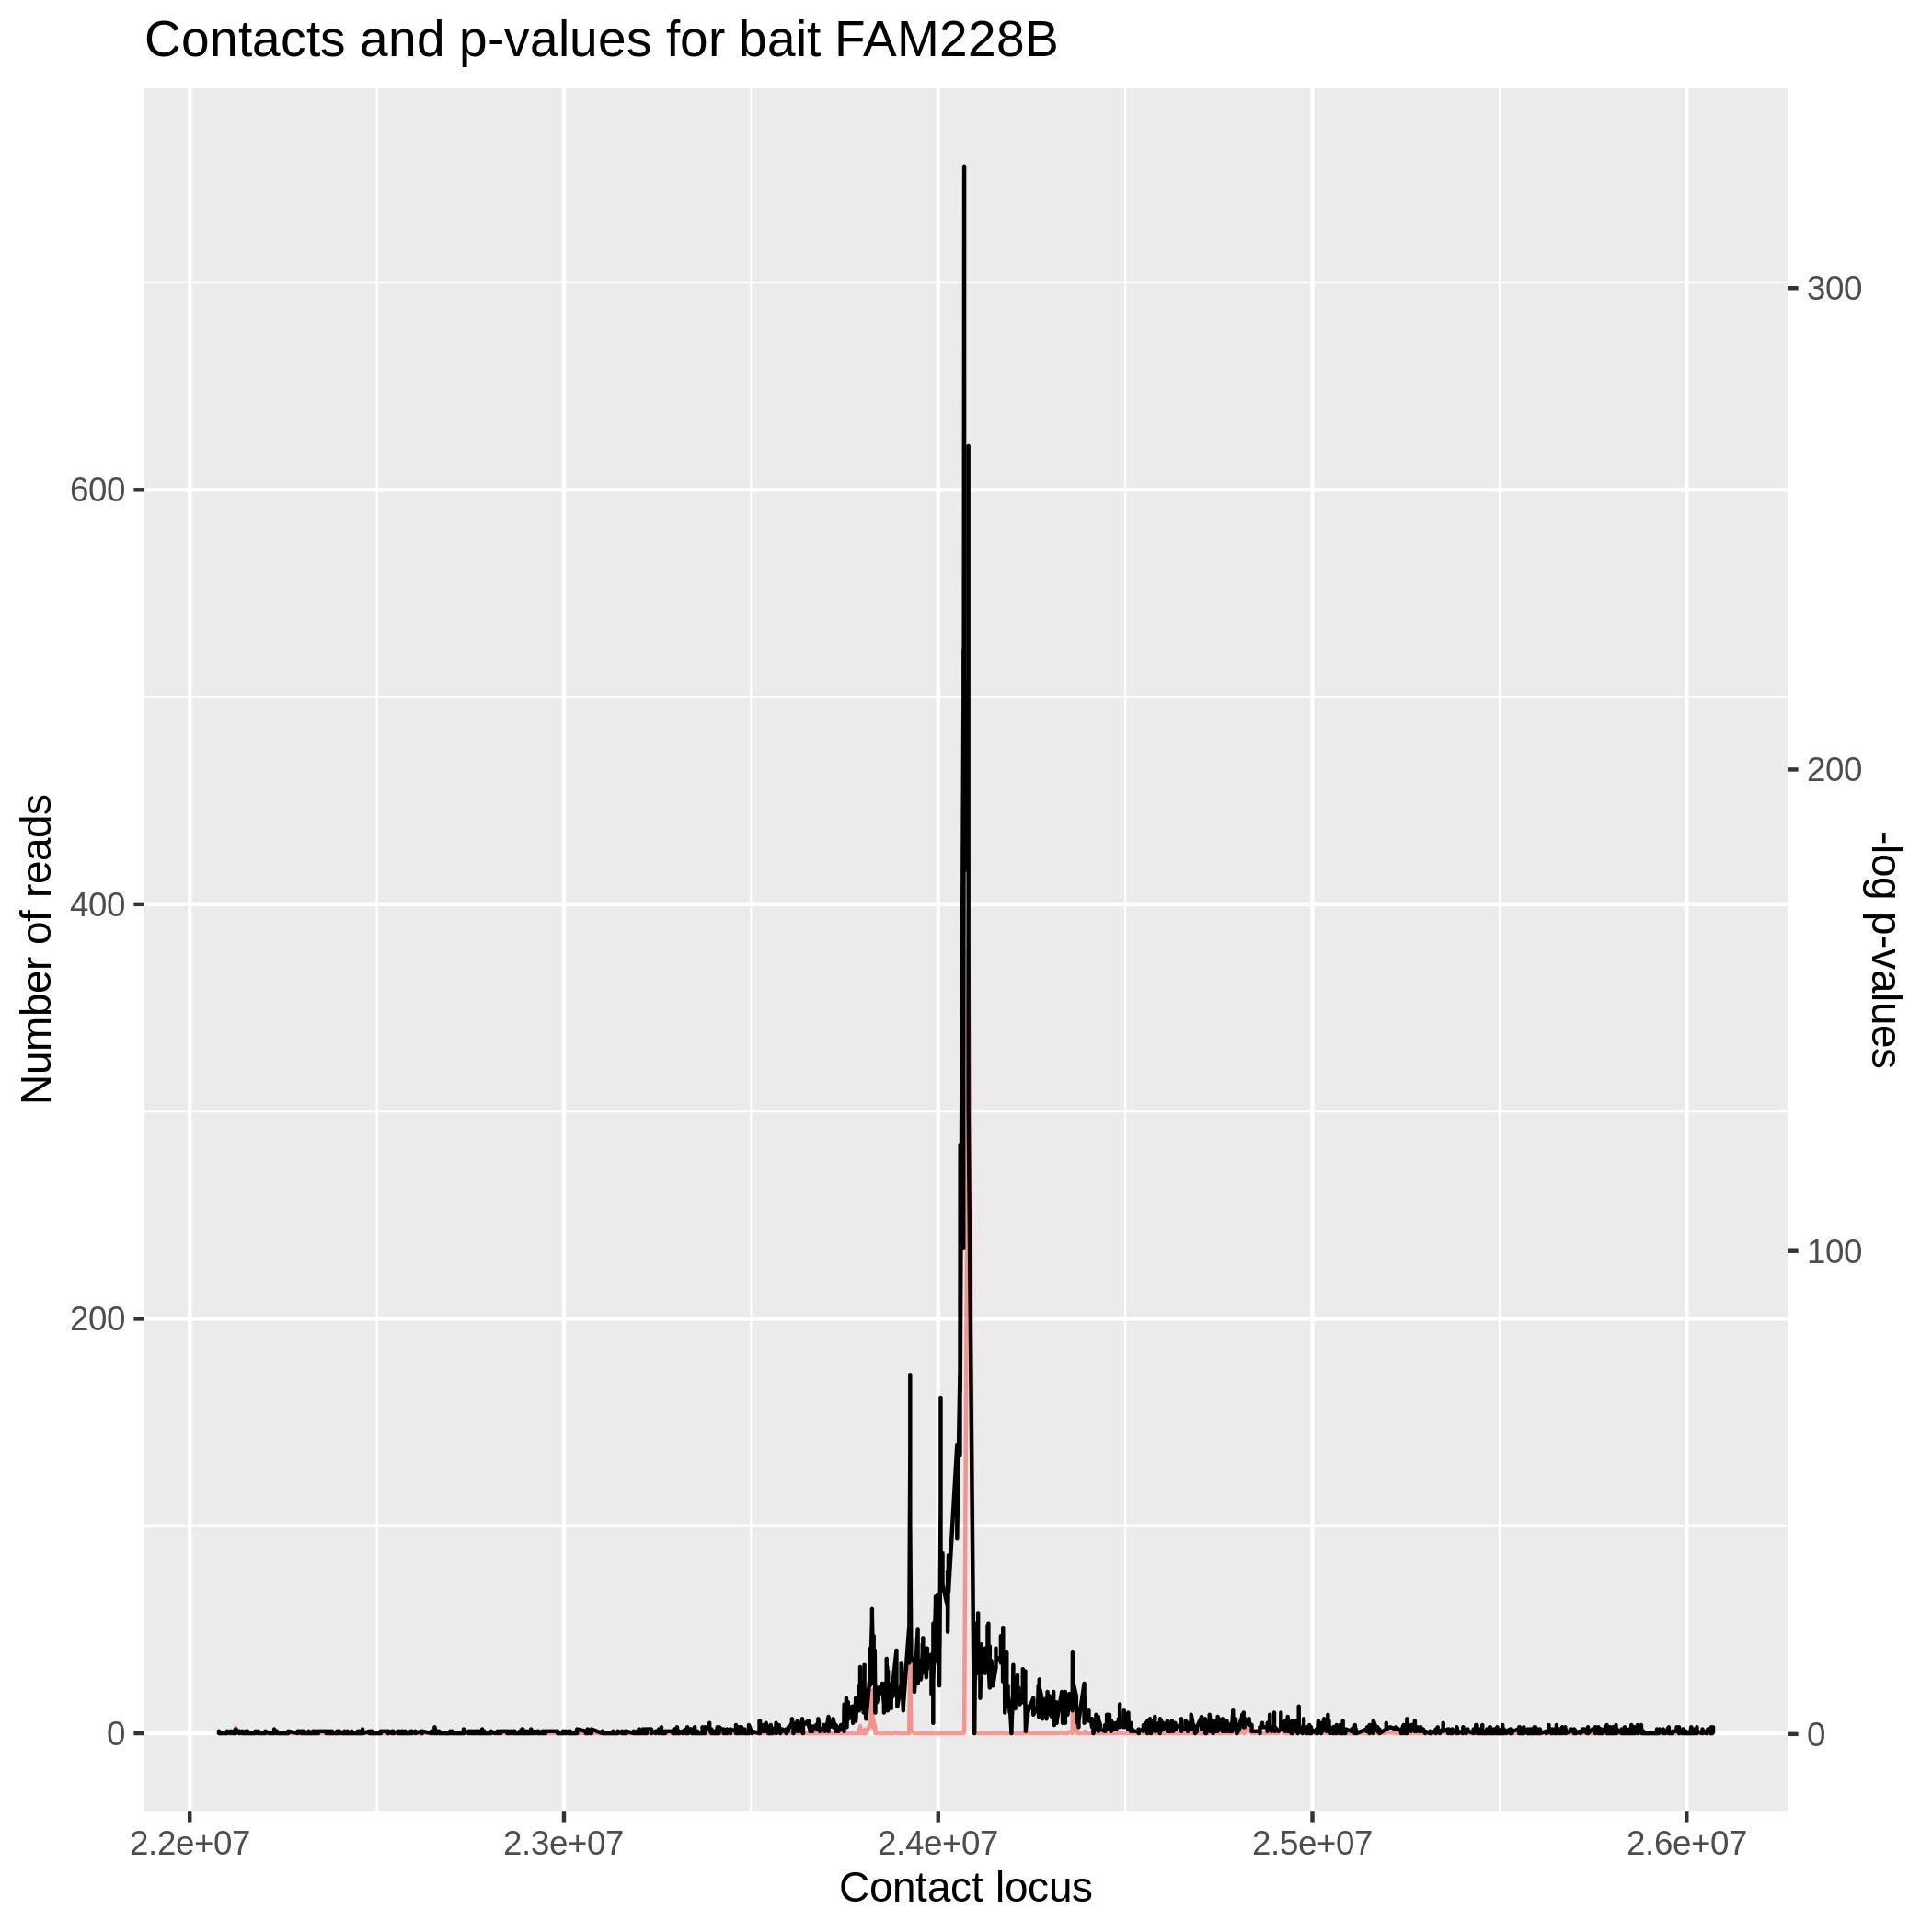 Contacts and p-values for bait FAM228B
Number of reads
600
400
200
0
300
200
100
0
-log p-values
2.2e+07 2.3e+07 2.4e+07 2.5e+07 2.6e+07
Contact locus